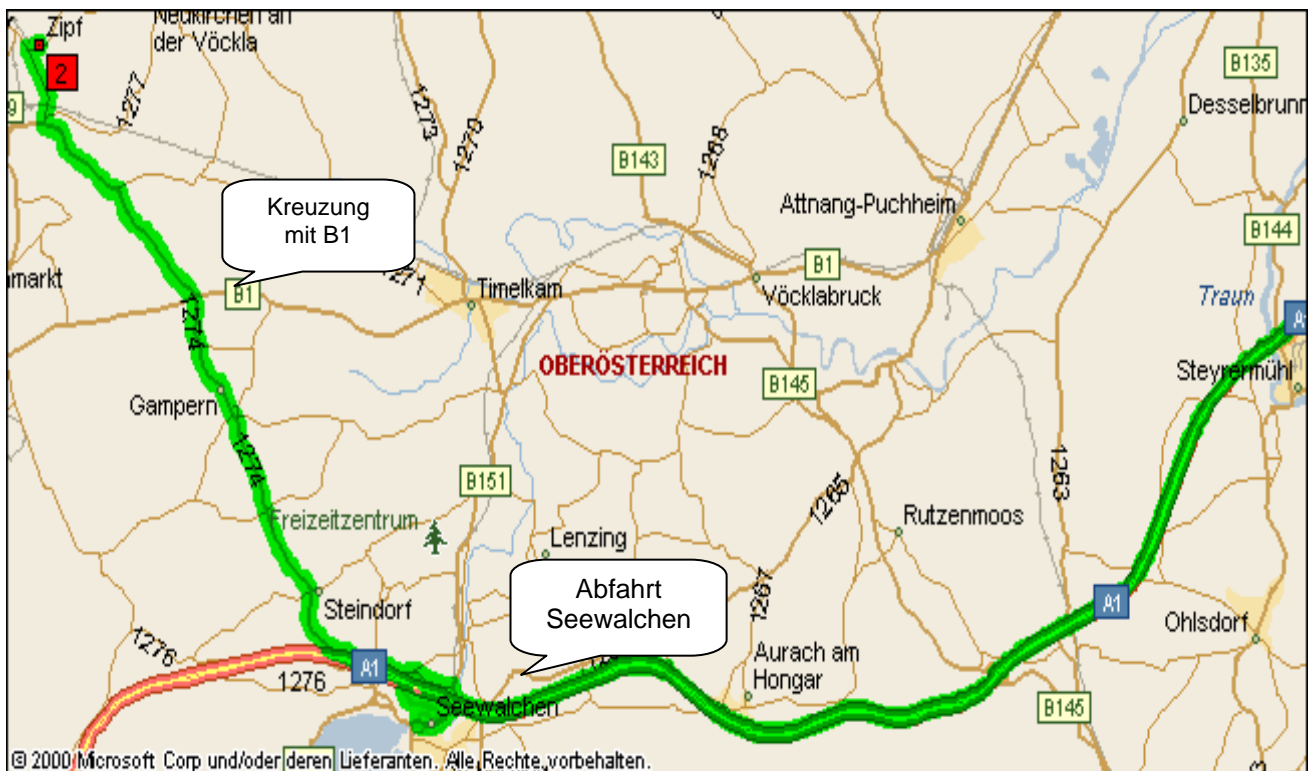 Zipf
Neukirchen an
der Vöckla
2
9
1277
1273
1270
B143
1268
B135
Desselbrunn
Kreuzung
mit B1
Attnang-Puchheim
B144
B1
1271
B1
Timelkam
Vöcklabruck
Traun
1274
OBERÖSTERREICH
B145
Steyrermühl
Gampern
1274
B151
1265
1263
Freizeitzentrum
Lenzing
Rutzenmoos
Abfahrt
Seewalchen
1267
Steindorf
A1
Ohlsdorf
1276
A1
1276
Aurach am
Hongar
Seewalchen
B145
© 2000 Microsoft Corp und/oder deren Lieferanten. Alle Rechte vorbehalten.